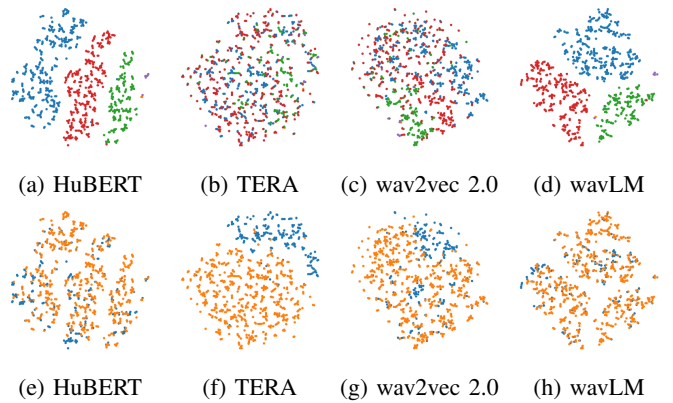 (a) HuBERT (b) TERA (c) wav2vec 2.0 (d) wavLM
(e) HuBERT (f) TERA (g) wav2vec 2.0 (h) wavLM